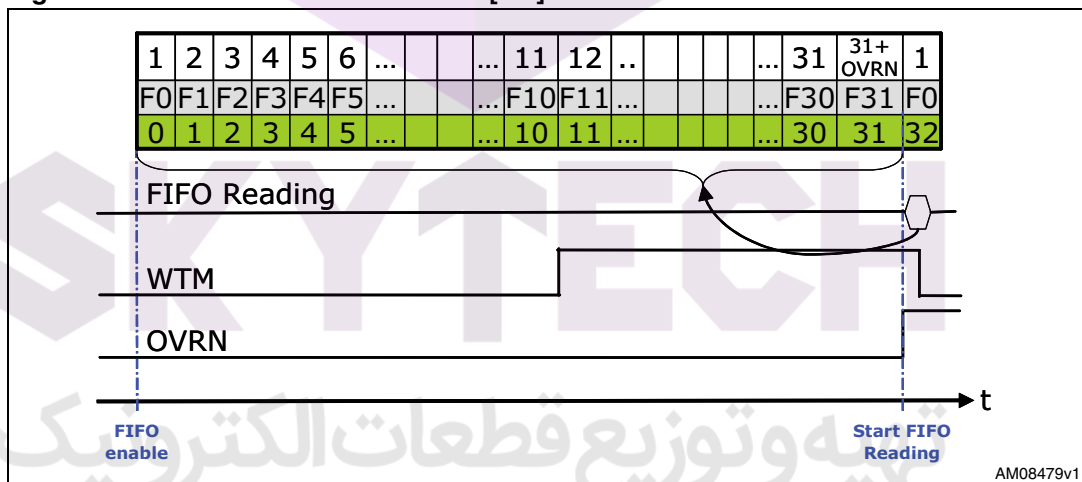 1 2 3 4 5 6 ... ... 11 12 .. ... 31 31+ OVRN 1
F0 F1 F2 F3 F4 F5 ... ... F10 F11 ... ... F30 F31 F0
0 1 2 3 4 5 ... ... 10 11 ... ... 30 31 32
FIFO Reading
WTM
OVRN
t
FIFO enable
Start FIFO Reading
SKYTECH
تهیه و توزیع قطعات الکترونیک
AM08479v1